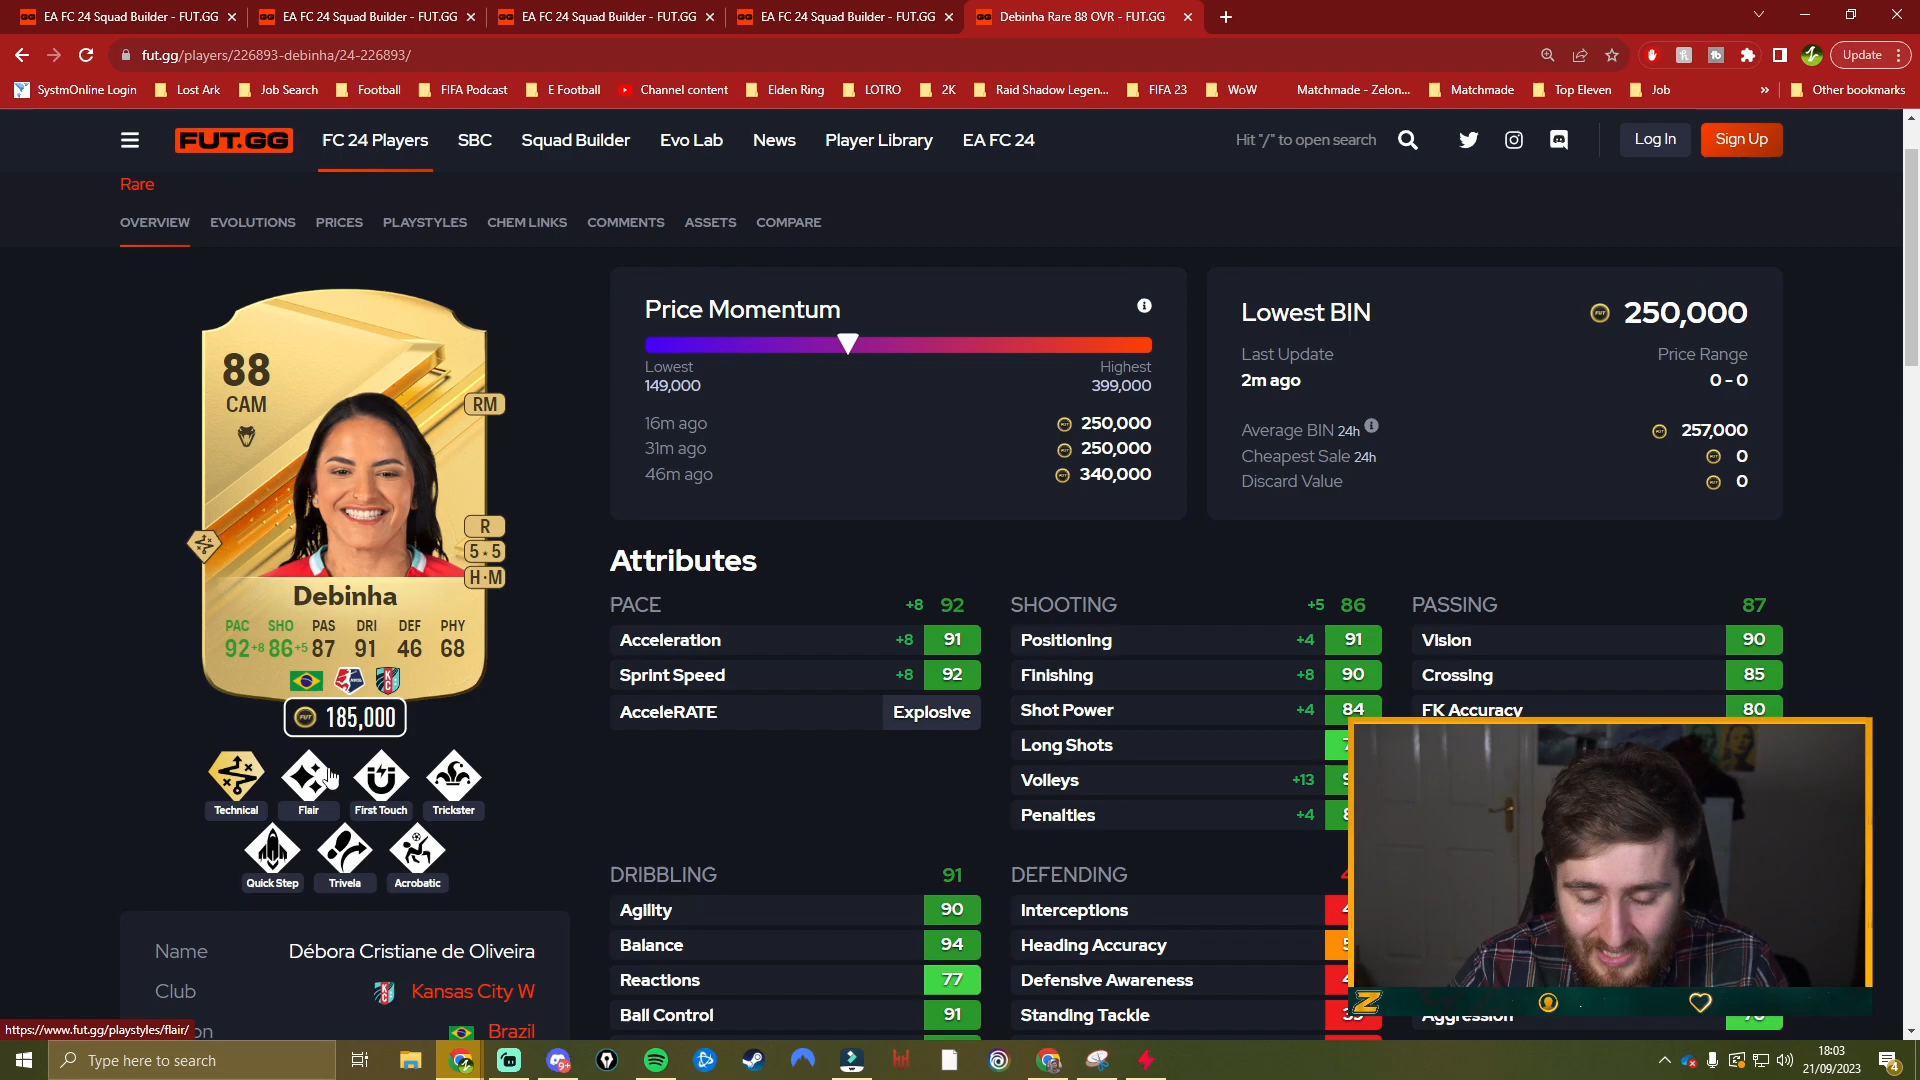 EA FC 24 Squad Builder - FUT.GG
EA FC 24 Squad Builder - FUT.GG
EA FC 24 Squad Builder - FUT.GG
EA FC 24 Squad Builder - FUT.GG
Debinha Rare 88 OVR - FUT.GG
fut.gg/players/226893-debinha/24-226893/
Update
SystmOnline Login
Lost Ark
Job Search
Football
FIFA Podcast
E Football
Channel content
Elden Ring
LOTRO
2K
Raid Shadow Legen...
FIFA 23
WoW
Matchmade - Zelon...
Matchmade
Top Eleven
Job
»
Other bookmarks
FUT.GG
FC 24 Players
SBC
Squad Builder
Evo Lab
News
Player Library
EA FC 24
Hit "/" to open search
Log In
Sign Up
Rare
OVERVIEW
EVOLUTIONS
PRICES
PLAYSTYLES
CHEM LINKS
COMMENTS
ASSETS
COMPARE
88
CAM
RM
R
5⋆5
H·M
Debinha
PAC SHO PAS DRI DEF PHY
92+8 86+5 87 91 46 68
185,000
Technical
Flair
First Touch
Trickster
Quick Step
Trivela
Acrobatic
Name Débora Cristiane de Oliveira
Club Kansas City W
Brazil
https://www.fut.gg/playstyles/flair/
Price Momentum
Lowest Highest
149,000 399,000
16m ago 250,000
31m ago 250,000
46m ago 340,000
Lowest BIN 250,000
Last Update Price Range
2m ago 0 - 0
Average BIN 24h 257,000
Cheapest Sale 24h 0
Discard Value 0
Attributes
PACE +8 92
Acceleration +8 91
Sprint Speed +8 92
AcceleRATE Explosive
SHOOTING +5 86
Positioning +4 91
Finishing +8 90
Shot Power +4 84
Long Shots
Volleys +13
Penalties +4
PASSING 87
Vision 90
Crossing 85
FK Accuracy 80
DRIBBLING 91
Agility 90
Balance 94
Reactions 77
Ball Control 91
DEFENDING
Interceptions
Heading Accuracy
Defensive Awareness
Standing Tackle
Aggression
Z
Type here to search
9+
18:03
21/09/2023
4